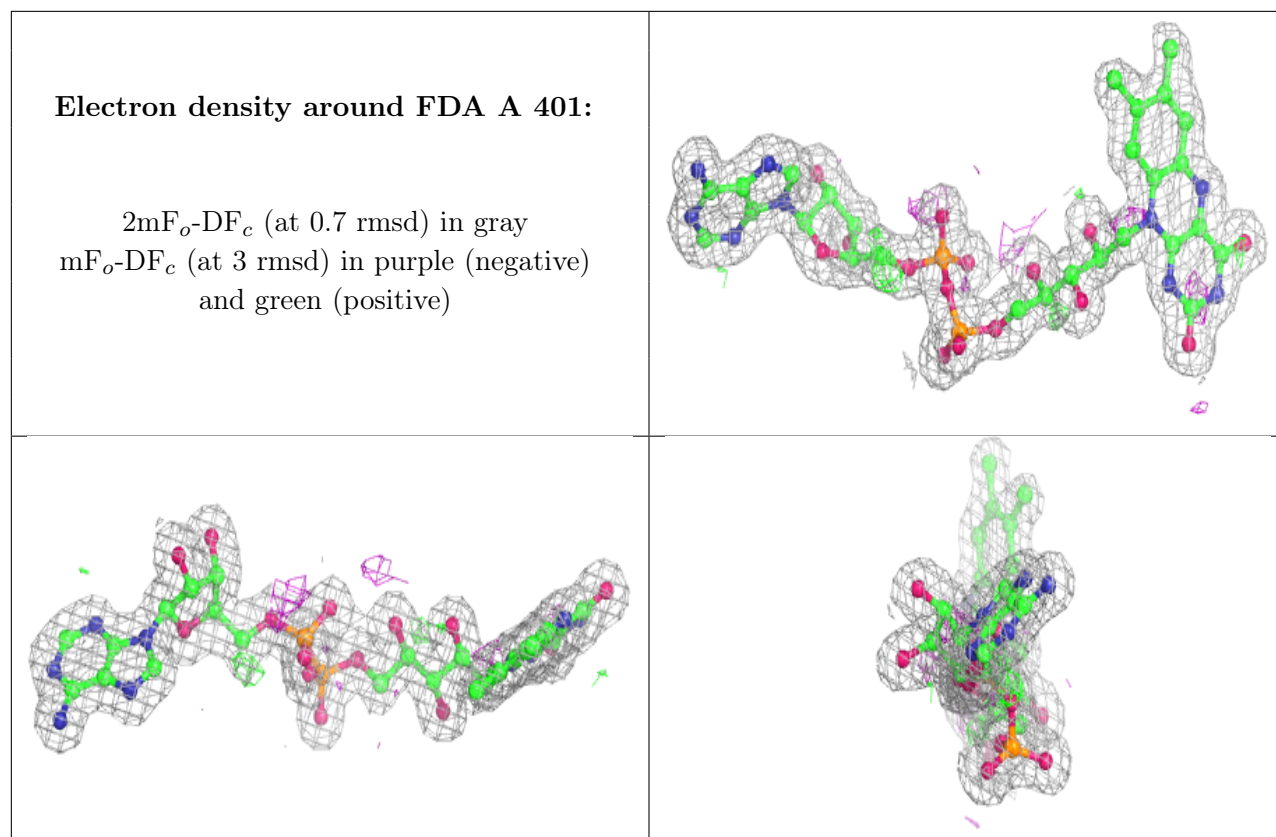 Electron density around FDA A 401:
2mFo-DFc (at 0.7 rmsd) in gray
mFo-DFc (at 3 rmsd) in purple (negative)
and green (positive)